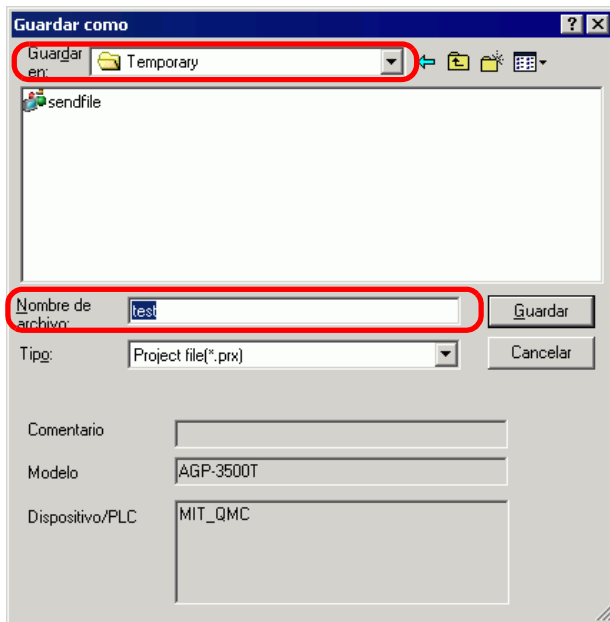 Guardar como
Guardar
en:
Temporary
sendfile
Nombre de
archivo:
test
Guardar
Tipo:
Project file(*.prx)
Cancelar
Comentario
Modelo
AGP-3500T
Dispositivo/PLC
MIT_QMC